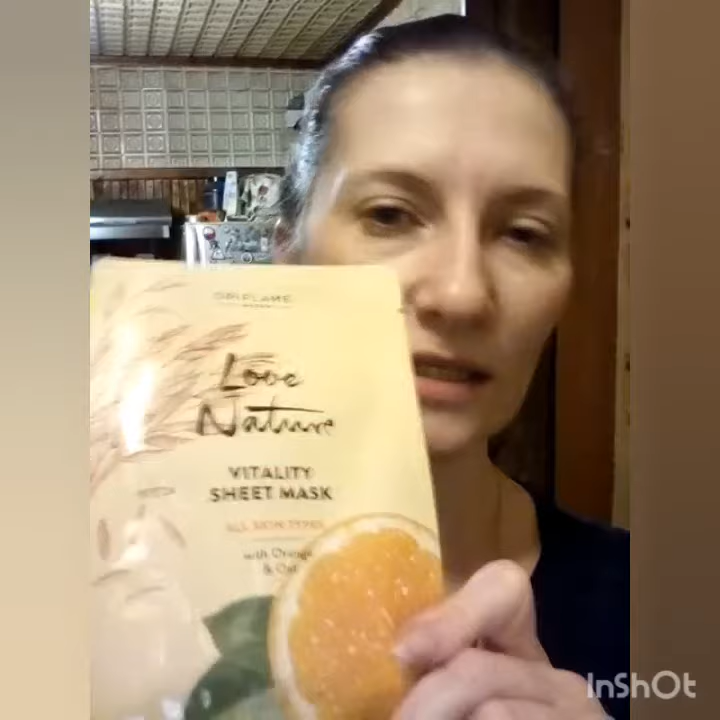 ORIFLAME
Love
Nature
VITALITY
SHEET MASK
ALL SKIN TYPES
with Orange
& Oat
InShOt